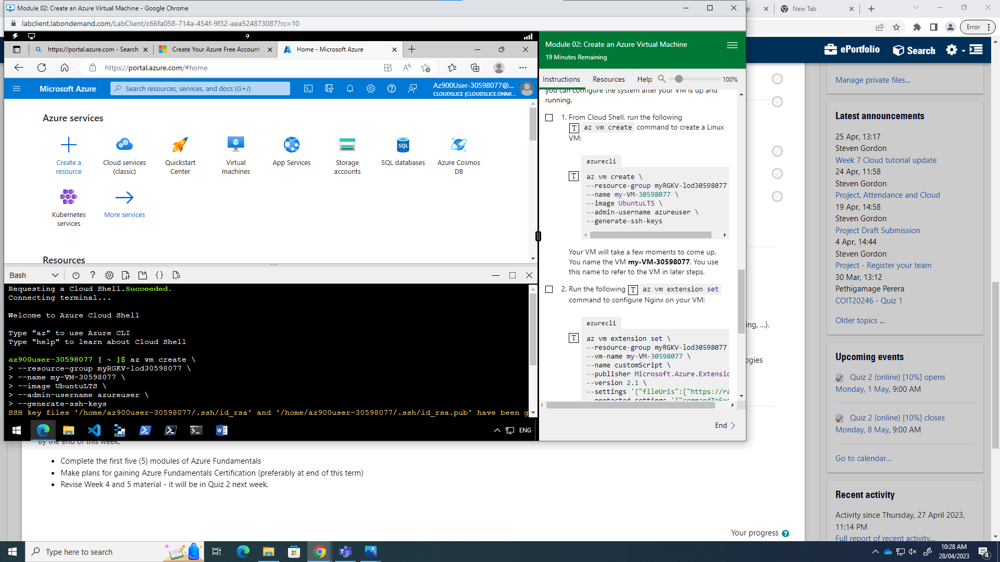 Module 02: Create an Azure Virtual Machine - Google Chrome
labclient.labondemand.com/LabClient/c66fa058-714a-454f-9f32-aea524873087?rc=10
New Tab
Error
https://portal.azure.com - Search
Create Your Azure Free Account
Home - Microsoft Azure
https://portal.azure.com/#home
Microsoft Azure
Search resources, services, and docs (G+/)
Az900User-30598077@...
CLOUDSLICE (CLOUDSLICE.ONMI...
Azure services
Create a resource
Cloud services (classic)
Quickstart Center
Virtual machines
App Services
Storage accounts
SQL databases
Azure Cosmos DB
Kubernetes services
More services
Resources
Bash
Requesting a Cloud Shell.Succeeded.
Connecting terminal...
Welcome to Azure Cloud Shell
Type "az" to use Azure CLI
Type "help" to learn about Cloud Shell
az900user-30598077 [ ~ ]$ az vm create \
> --resource-group myRGKV-lod30598077 \
> --name my-VM-30598077 \
> --image UbuntuLTS \
> --admin-username azureuser \
> --generate-ssh-keys
SSH key files '/home/az900user-30598077/.ssh/id_rsa' and '/home/az900user-30598077/.ssh/id_rsa.pub' have been g
ENG
Module 02: Create an Azure Virtual Machine
19 Minutes Remaining
Instructions
Resources
Help
100%
you can configure the system after your VM is up and
running.
1. From Cloud Shell, run the following
T az vm create command to create a Linux
VM:
azurecli
T
az vm create \
--resource-group myRGKV-lod30598077
--name my-VM-30598077 \
--image UbuntuLTS \
--admin-username azureuser \
--generate-ssh-keys
Your VM will take a few moments to come up.
You name the VM my-VM-30598077. You use
this name to refer to the VM in later steps.
2. Run the following T az vm extension set
command to configure Nginx on your VM:
azurecli
T
az vm extension set \
--resource-group myRGKV-lod30598077
--vm-name my-VM-30598077 \
--name customScript \
--publisher Microsoft.Azure.Extensio
--version 2.1 \
--settings '{"fileUris":["https://ra
--protected-settings '{"commandToExe
End
ePortfolio
Search
Manage private files...
Latest announcements
25 Apr, 13:17
Steven Gordon
Week 7 Cloud tutorial update
24 Apr, 11:58
Steven Gordon
Project, Attendance and Cloud
19 Apr, 14:58
Steven Gordon
Project Draft Submission
4 Apr, 14:44
Steven Gordon
Project - Register your team
30 Mar, 13:12
Pethigamage Perera
COIT20246 - Quiz 1
Older topics ...
ing, ...).
ogies
Upcoming events
Quiz 2 (online) [10%] opens
Monday, 1 May, 9:00 AM
Quiz 2 (online) [10%] closes
Monday, 8 May, 9:00 AM
Go to calendar...
Recent activity
Activity since Thursday, 27 April 2023,
11:14 PM
Full report of recent activity...
By the end of this week,
• Complete the first five (5) modules of Azure Fundamentals
• Make plans for gaining Azure Fundamentals Certification (preferably at end of this term)
• Revise Week 4 and 5 material - it will be in Quiz 2 next week.
Your progress
Type here to search
10:28 AM
28/04/2023
4